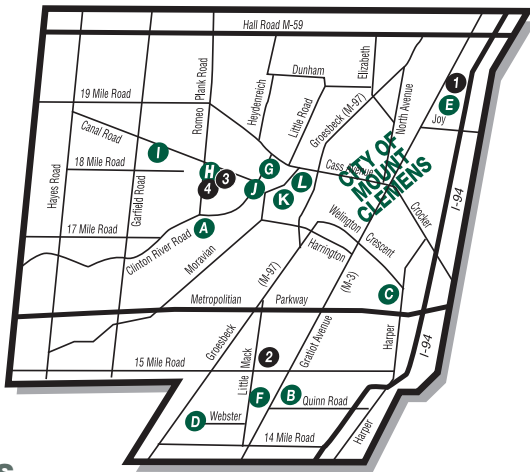 Hall Road M-59
Dunham
Elizabeth
19 Mile Road
Romeo Plank Road
Heydenreich
Little Road
Groesbeck (M-97)
North Avenue
1
E
Joy
Canal Road
I
18 Mile Road
H
4
3
G
J
L
K
Cass Avenue
CITY OF
MOUNT
CLEMENS
Hayes Road
Garfield Road
17 Mile Road
A
Clinton River Road
Moravian
Harrington
Welington
Crescent
Crocker
I-94
(M-97)
(M-3)
C
Metropolitan Parkway
Groesbeck
Gratiot Avenue
Harper
I-94
15 Mile Road
Little Mack
2
F
B
Quinn Road
D
Webster
14 Mile Road
Harper